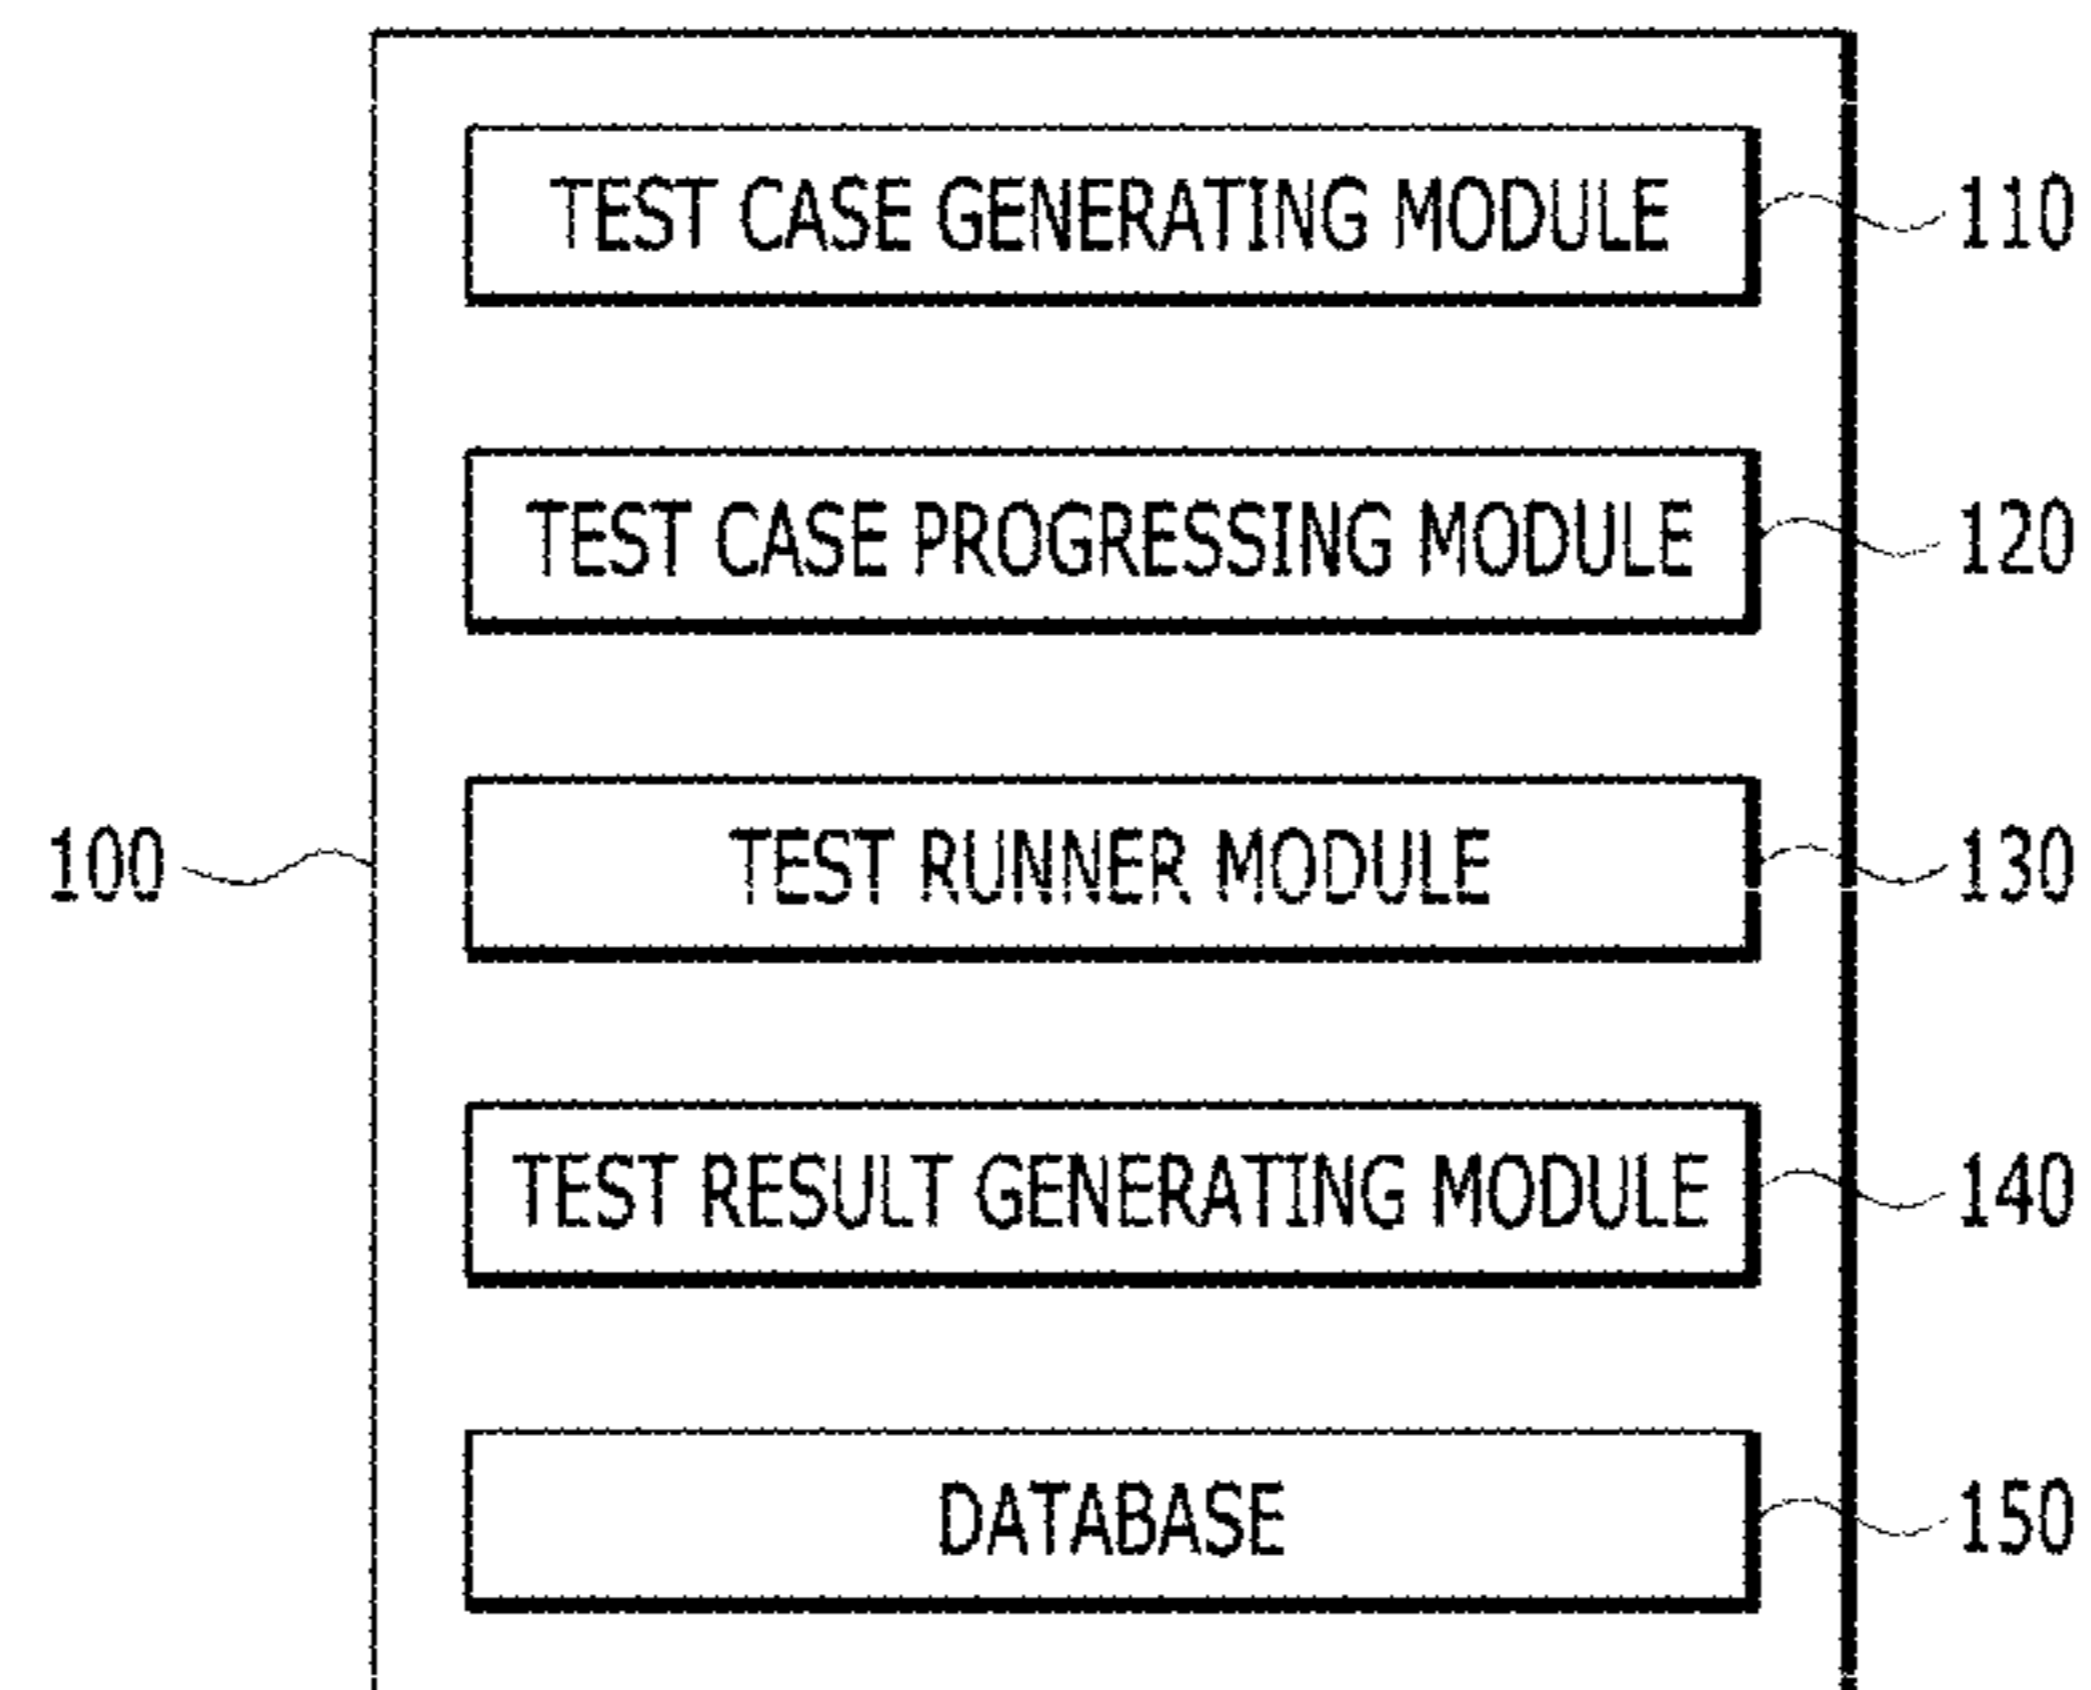 TEST CASE GENERATING MODULE 110
TEST CASE PROGRESSING MODULE 120
100 TEST RUNNER MODULE 130
TEST RESULT GENERATING MODULE 140
DATABASE 150